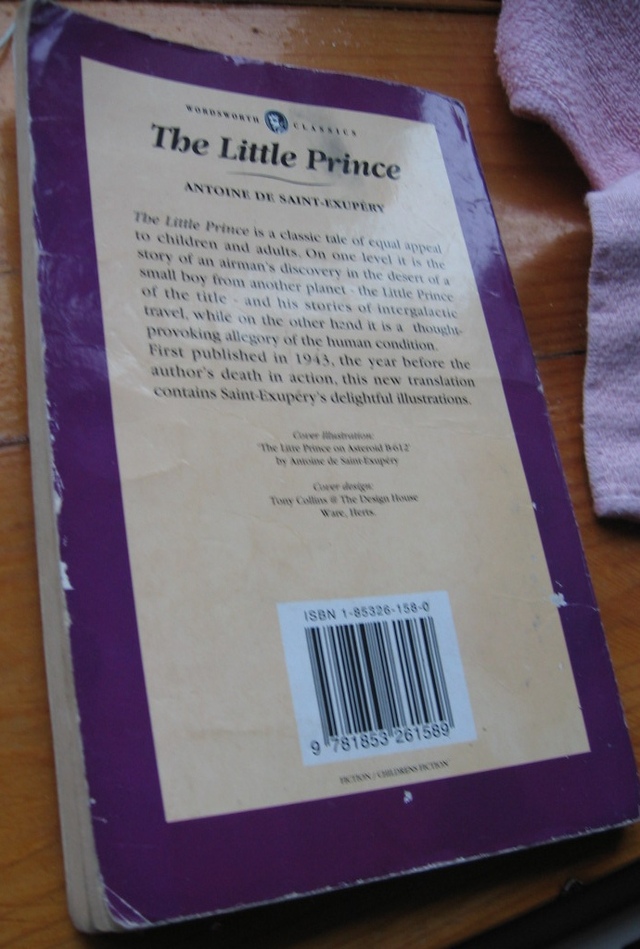 WORDSWORTH CLASSICS
The Little Prince
ANTOINE DE SAINT-EXUPÉRY
The Little Prince is a classic tale of equal appeal
to children and adults. On one level it is the
story of an airman's discovery in the desert of a
small boy from another planet - the Little Prince
of the title - and his stories of intergalactic
travel, while on the other hand it is a thought-
provoking allegory of the human condition.
First published in 1943, the year before the
author's death in action, this new translation
contains Saint-Exupéry's delightful illustrations.
Cover illustration:
'The Litte Prince on Asteroid B-612'
by Antoine de Saint-Exupéry
Cover design:
Tony Collins @ The Design House
Ware, Herts.
ISBN 1-85326-158-0
9 781853 261589
FICTION / CHILDRENS FICTION